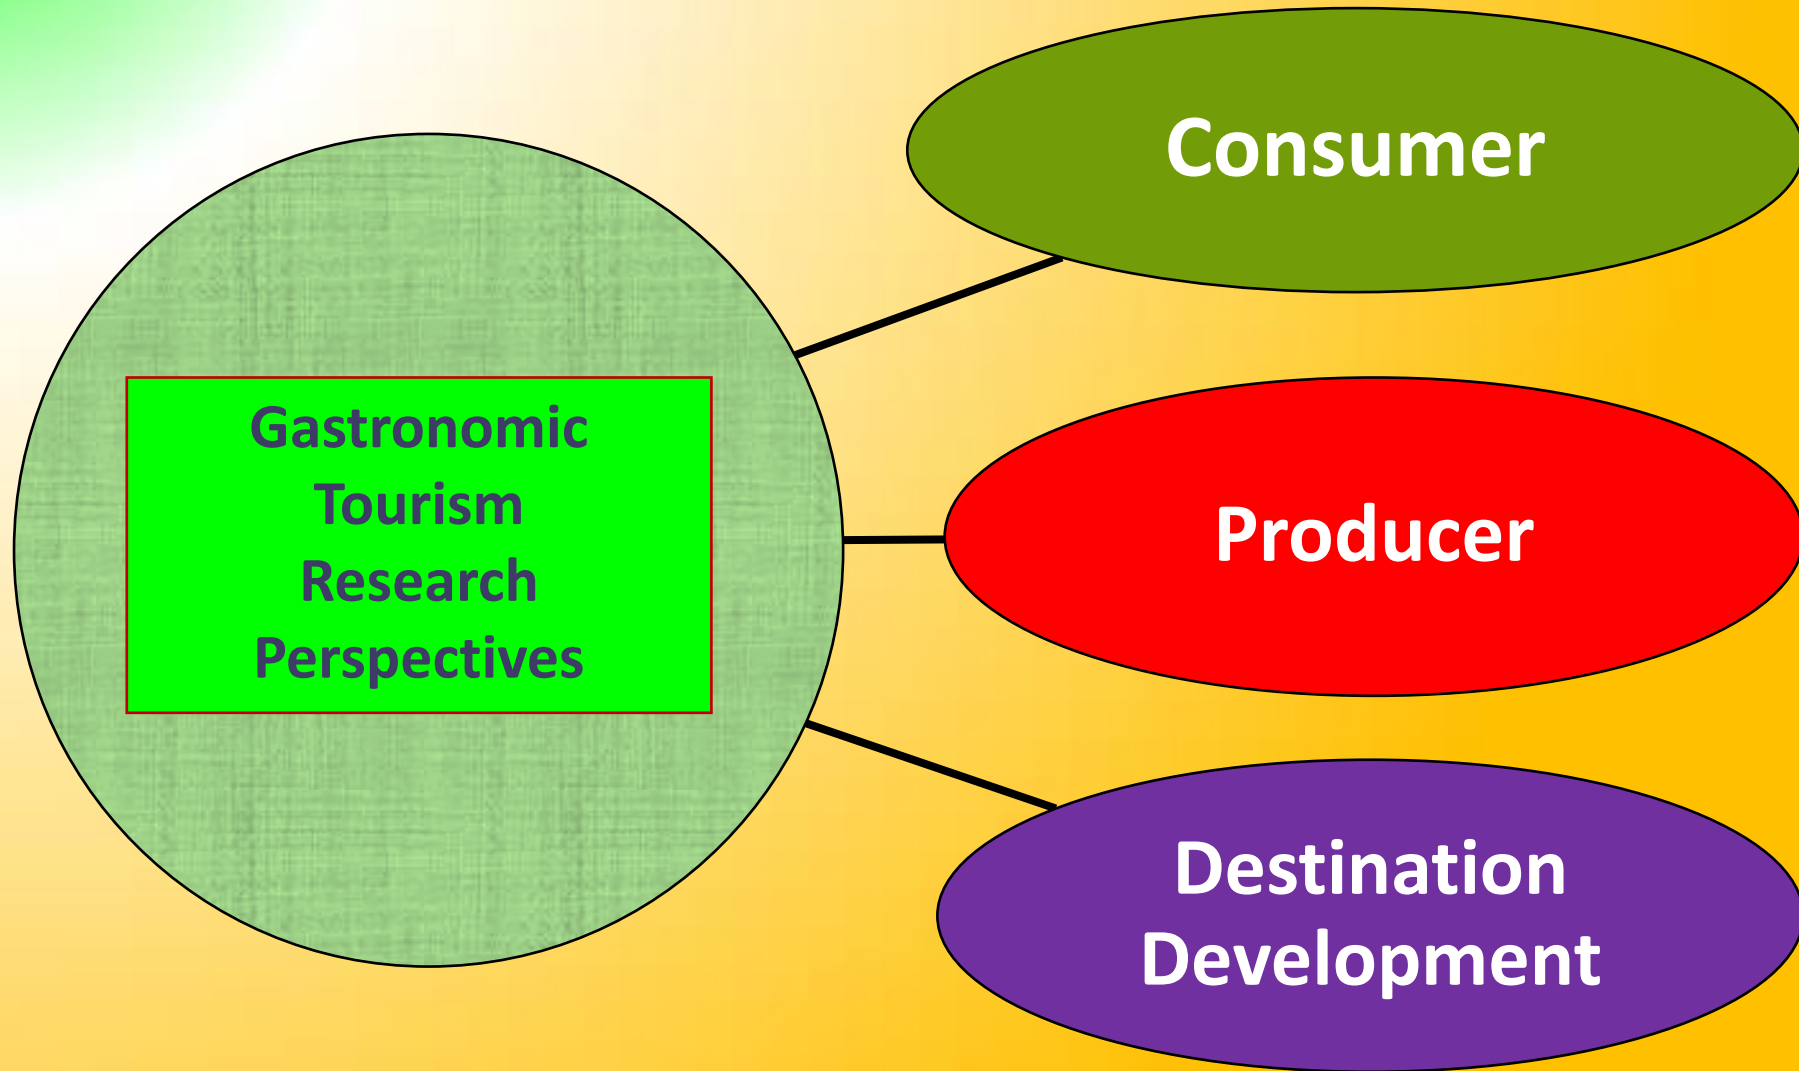 Gastronomic
Tourism
Research
Perspectives
Consumer
Producer
Destination
Development